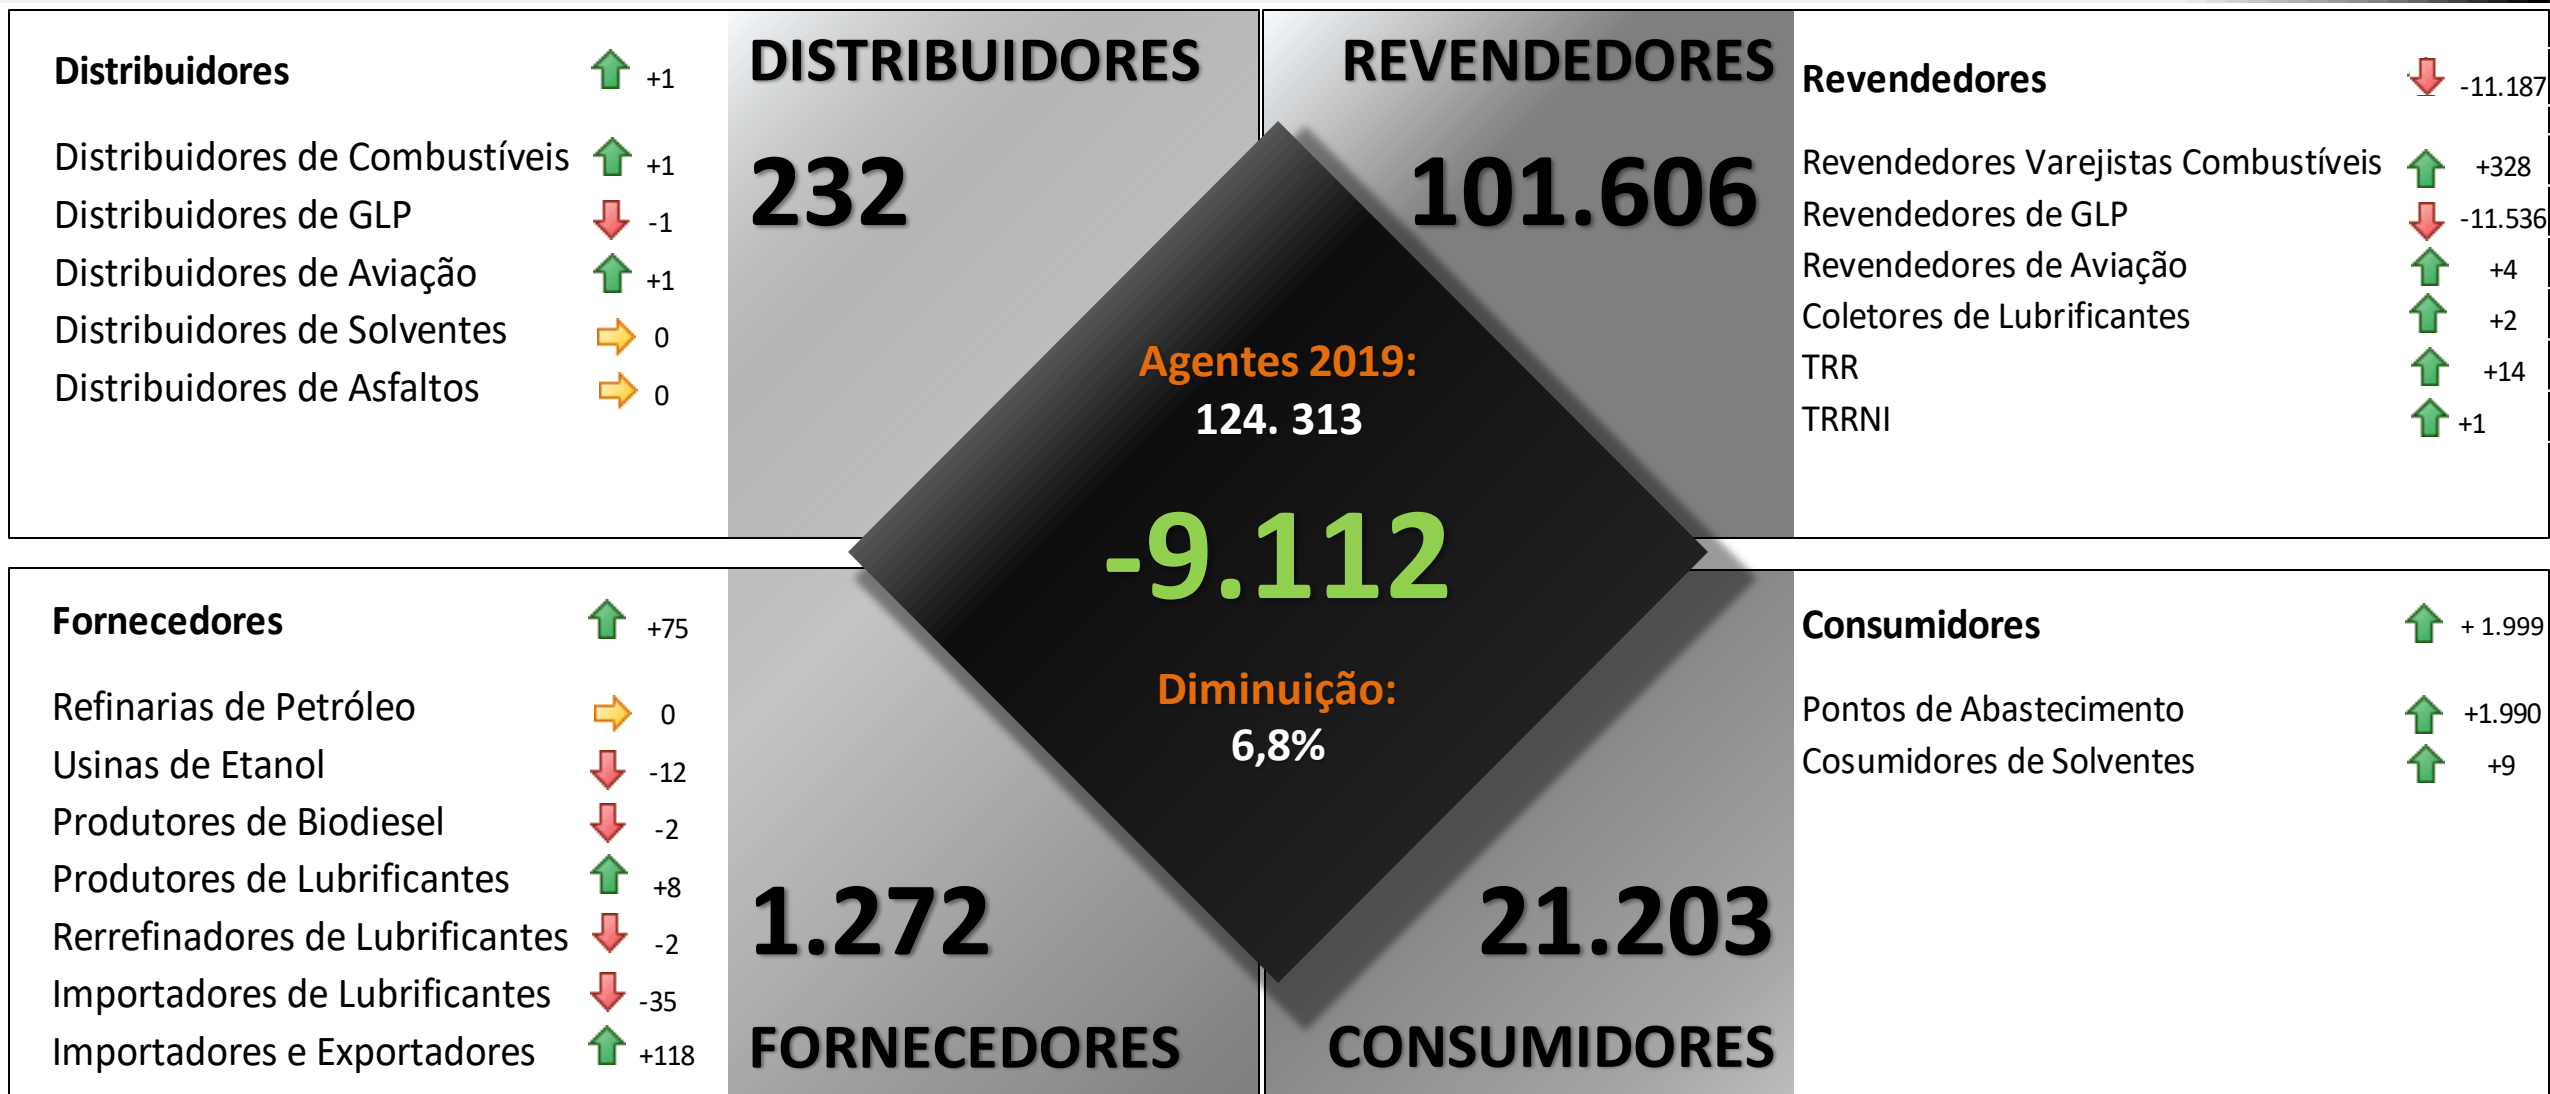 Distribuidores +1
Distribuidores de Combustíveis +1
Distribuidores de GLP -1
Distribuidores de Aviação +1
Distribuidores de Solventes 0
Distribuidores de Asfaltos 0
DISTRIBUIDORES
232
REVENDEDORES
101.606
Revendedores -11.187
Revendedores Varejistas Combustíveis +328
Revendedores de GLP -11.536
Revendedores de Aviação +4
Coletores de Lubrificantes +2
TRR +14
TRRNI +1
Agentes 2019:
124. 313
-9.112
Diminuição:
6,8%
Fornecedores +75
Refinarias de Petróleo 0
Usinas de Etanol -12
Produtores de Biodiesel -2
Produtores de Lubrificantes +8
Rerrefinadores de Lubrificantes -2
Importadores de Lubrificantes -35
Importadores e Exportadores +118
1.272
FORNECEDORES
21.203
CONSUMIDORES
Consumidores + 1.999
Pontos de Abastecimento +1.990
Cosumidores de Solventes +9